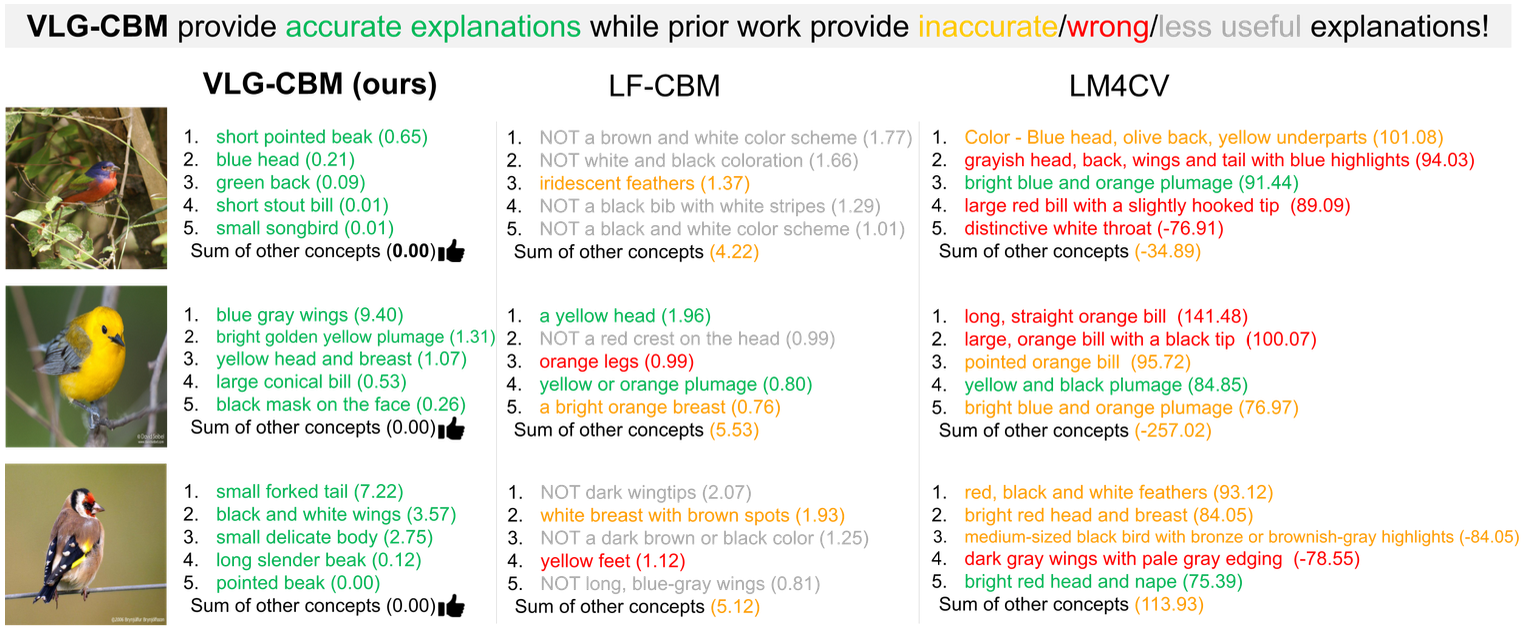 VLG-CBM provide accurate explanations while prior work provide inaccurate/wrong/less useful explanations!
VLG-CBM (ours)
1. short pointed beak (0.65)
2. blue head (0.21)
3. green back (0.09)
4. short stout bill (0.01)
5. small songbird (0.01)
Sum of other concepts (0.00)
1. blue gray wings (9.40)
2. bright golden yellow plumage (1.31)
3. yellow head and breast (1.07)
4. large conical bill (0.53)
5. black mask on the face (0.26)
Sum of other concepts (0.00)
1. small forked tail (7.22)
2. black and white wings (3.57)
3. small delicate body (2.75)
4. long slender beak (0.12)
5. pointed beak (0.00)
Sum of other concepts (0.00)
LF-CBM
1. NOT a brown and white color scheme (1.77)
2. NOT white and black coloration (1.66)
3. iridescent feathers (1.37)
4. NOT a black bib with white stripes (1.29)
5. NOT a black and white color scheme (1.01)
Sum of other concepts (4.22)
1. a yellow head (1.96)
2. NOT a red crest on the head (0.99)
3. orange legs (0.99)
4. yellow or orange plumage (0.80)
5. a bright orange breast (0.76)
Sum of other concepts (5.53)
1. NOT dark wingtips (2.07)
2. white breast with brown spots (1.93)
3. NOT a dark brown or black color (1.25)
4. yellow feet (1.12)
5. NOT long, blue-gray wings (0.81)
Sum of other concepts (5.12)
LM4CV
1. Color - Blue head, olive back, yellow underparts (101.08)
2. grayish head, back, wings and tail with blue highlights (94.03)
3. bright blue and orange plumage (91.44)
4. large red bill with a slightly hooked tip (89.09)
5. distinctive white throat (-76.91)
Sum of other concepts (-34.89)
1. long, straight orange bill (141.48)
2. large, orange bill with a black tip (100.07)
3. pointed orange bill (95.72)
4. yellow and black plumage (84.85)
5. bright blue and orange plumage (76.97)
Sum of other concepts (-257.02)
1. red, black and white feathers (93.12)
2. bright red head and breast (84.05)
3. medium-sized black bird with bronze or brownish-gray highlights (-84.05)
4. dark gray wings with pale gray edging (-78.55)
5. bright red head and nape (75.39)
Sum of other concepts (113.93)